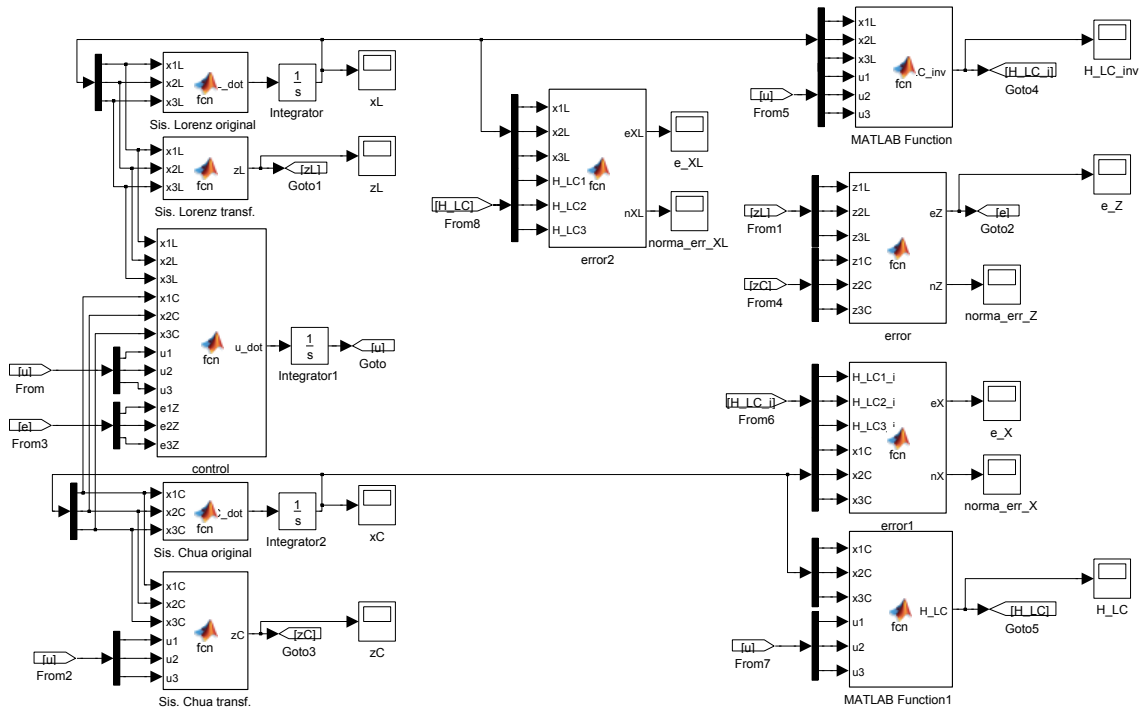 x1L
x2L
x3L
fcn
_dot
Sis. Lorenz original
1
s
Integrator
xL
x1L
x2L
x3L
fcn
zL
Sis. Lorenz transf.
[zL]
Goto1
zL
x1L
x2L
x3L
x1C
x2C
x3C
u1
u2
u3
e1Z
e2Z
e3Z
fcn
u_dot
control
[u]
From
[e]
From3
1
s
Integrator1
[u]
Goto
x1C
x2C
x3C
fcn
_dot
Sis. Chua original
1
s
Integrator2
xC
x1C
x2C
x3C
u1
u2
u3
fcn
zC
Sis. Chua transf.
[u]
From2
[zC]
Goto3
zC
x1L
x2L
x3L
H_LC1
H_LC2
H_LC3
fcn
eXL
nXL
error2
[H_LC]
From8
e_XL
norma_err_XL
x1L
x2L
x3L
u1
u2
u3
fcn
C_inv
MATLAB Function
[u]
From5
[H_LC_i]
Goto4
H_LC_inv
z1L
z2L
z3L
z1C
z2C
z3C
fcn
eZ
nZ
error
[zL]
From1
[zC]
From4
[e]
Goto2
e_Z
norma_err_Z
H_LC1_i
H_LC2_i
H_LC3_i
x1C
x2C
x3C
fcn
eX
nX
error1
[H_LC_i]
From6
e_X
norma_err_X
x1C
x2C
x3C
u1
u2
u3
fcn
H_LC
MATLAB Function1
[u]
From7
[H_LC]
Goto5
H_LC